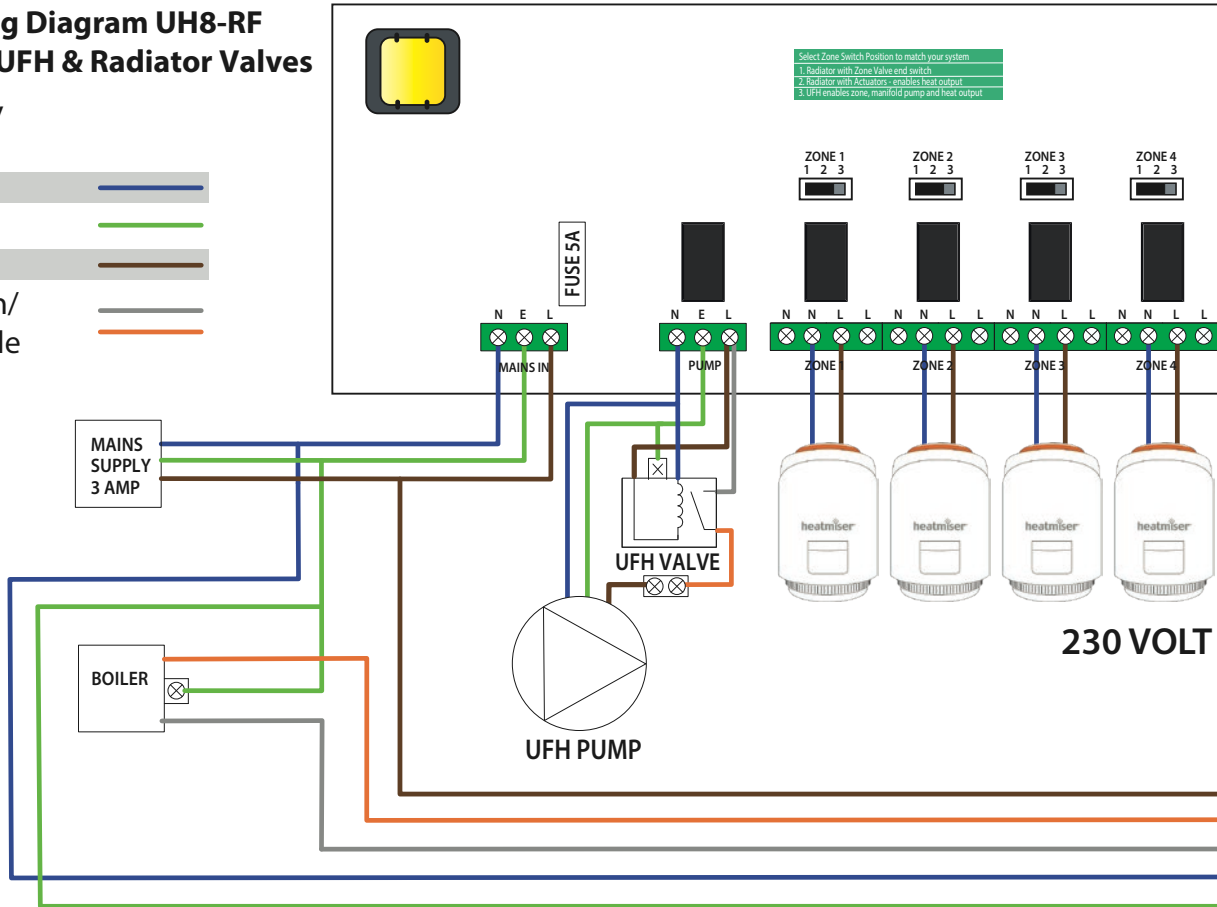 g Diagram UH8-RF
UFH & Radiator Valves
n/
le
Select Zone Switch Position to match your system
1. Radiator with Zone Valve end switch
2. Radiator with Actuators - enables heat output
3. UFH enables zone, manifold pump and heat output
ZONE 1 ZONE 2 ZONE 3 ZONE 4
1 2 3 1 2 3 1 2 3 1 2 3
FUSE 5A
N E L N E L N N L L N N L L N N L L N N L L
MAINS IN PUMP ZONE 1 ZONE 2 ZONE 3 ZONE 4
MAINS
SUPPLY
3 AMP
heatmiser heatmiser heatmiser heatmiser
UFH VALVE
230 VOLT
BOILER
UFH PUMP